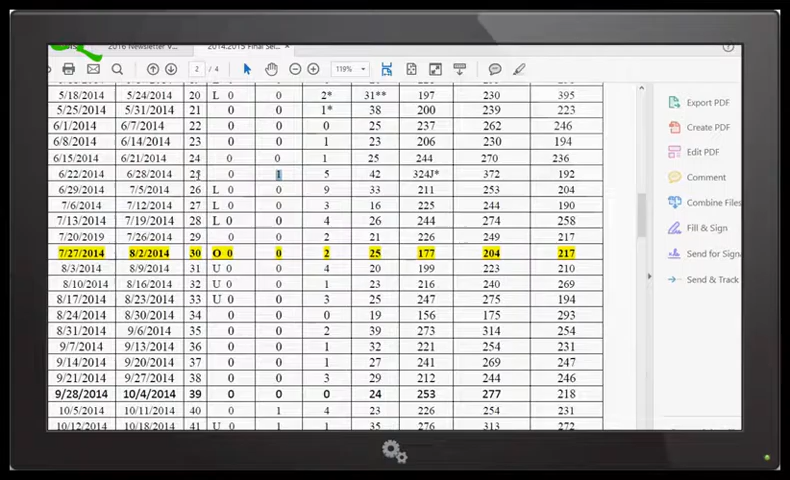 2016 Newsletter V...
2014.2015 Final Sel... ×
2 / 4
119%
5/18/2014 5/24/2014 20 L 0 0 2* 31** 197 230 395
5/25/2014 5/31/2014 21 0 0 1* 38 200 239 223
6/1/2014 6/7/2014 22 0 0 0 25 237 262 246
6/8/2014 6/14/2014 23 0 0 1 23 206 230 194
6/15/2014 6/21/2014 24 0 0 1 25 244 270 236
6/22/2014 6/28/2014 25 0 1 5 42 324J* 372 192
6/29/2014 7/5/2014 26 L 0 0 9 33 211 253 204
7/6/2014 7/12/2014 27 L 0 0 3 16 225 244 190
7/13/2014 7/19/2014 28 L 0 0 4 26 244 274 258
7/20/2019 7/26/2014 29 0 0 2 21 226 249 217
7/27/2014 8/2/2014 30 O 0 0 2 25 177 204 217
8/3/2014 8/9/2014 31 U 0 0 4 20 199 223 210
8/10/2014 8/16/2014 32 U 0 0 1 23 216 240 269
8/17/2014 8/23/2014 33 U 0 0 3 25 247 275 194
8/24/2014 8/30/2014 34 0 0 0 19 156 175 293
8/31/2014 9/6/2014 35 0 0 2 39 273 314 254
9/7/2014 9/13/2014 36 0 0 1 32 221 254 231
9/14/2014 9/20/2014 37 0 0 1 27 241 269 247
9/21/2014 9/27/2014 38 0 0 3 29 212 244 246
9/28/2014 10/4/2014 39 0 0 0 24 253 277 218
10/5/2014 10/11/2014 40 0 1 4 23 226 254 231
10/12/2014 10/18/2014 41 U 0 1 1 35 276 313 272
Export PDF
Create PDF
Edit PDF
Comment
Combine Files
Fill & Sign
Send for Signa
Send & Track